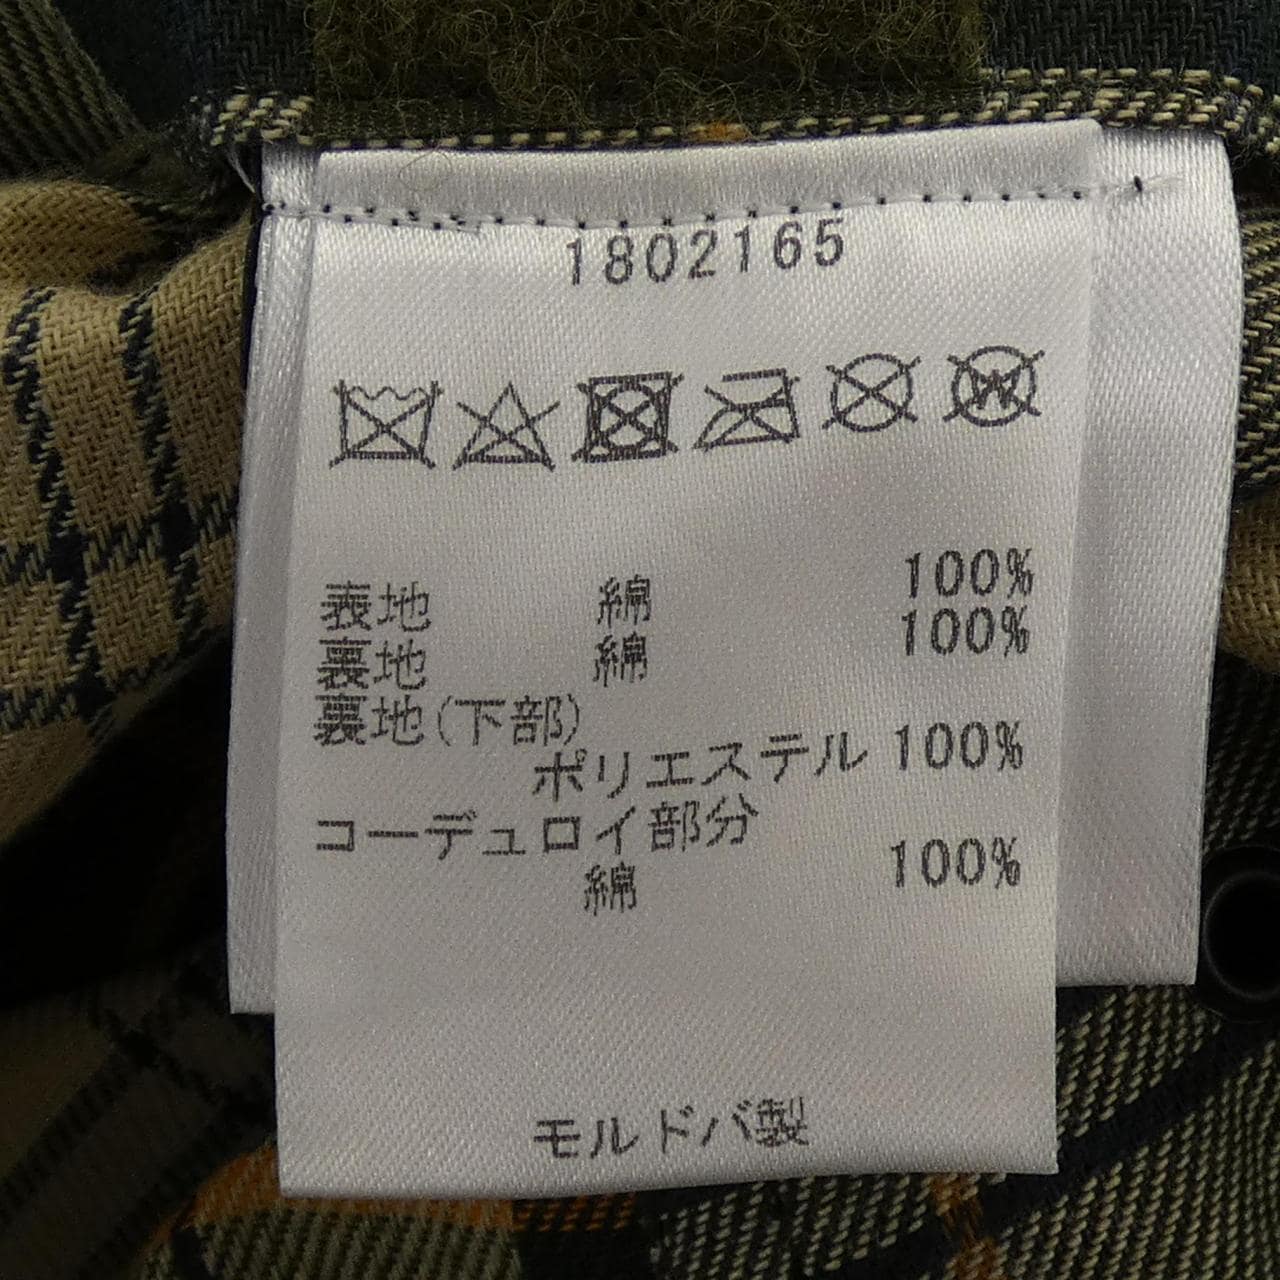 1802165
W
表地 綿 100%
裏地 綿 100%
裏地(下部)
ポリエステル 100%
コーデュロイ部分
綿 100%
モルドバ製